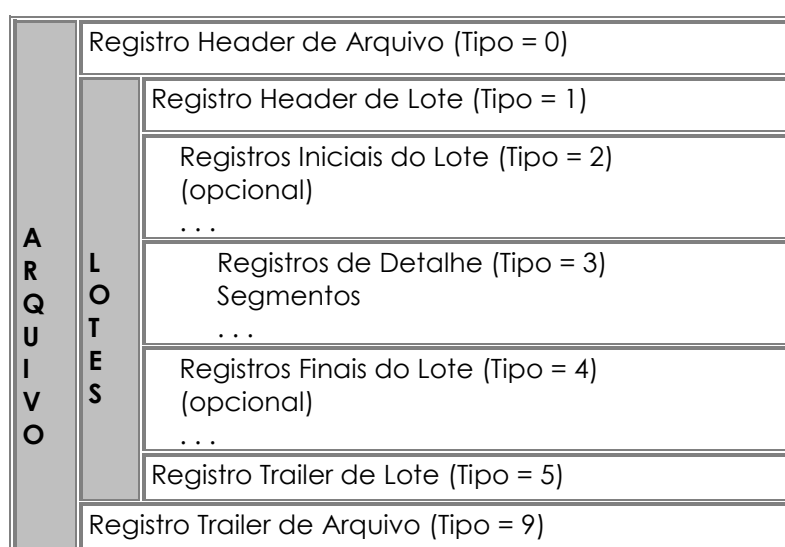 Registro Header de Arquivo (Tipo = 0)
Registro Header de Lote (Tipo = 1)
Registros Iniciais do Lote (Tipo = 2)
(opcional)
. . .
A
R
Q
U
I
V
O
L
O
T
E
S
Registros de Detalhe (Tipo = 3)
Segmentos
. . .
Registros Finais do Lote (Tipo = 4)
(opcional)
. . .
Registro Trailer de Lote (Tipo = 5)
Registro Trailer de Arquivo (Tipo = 9)